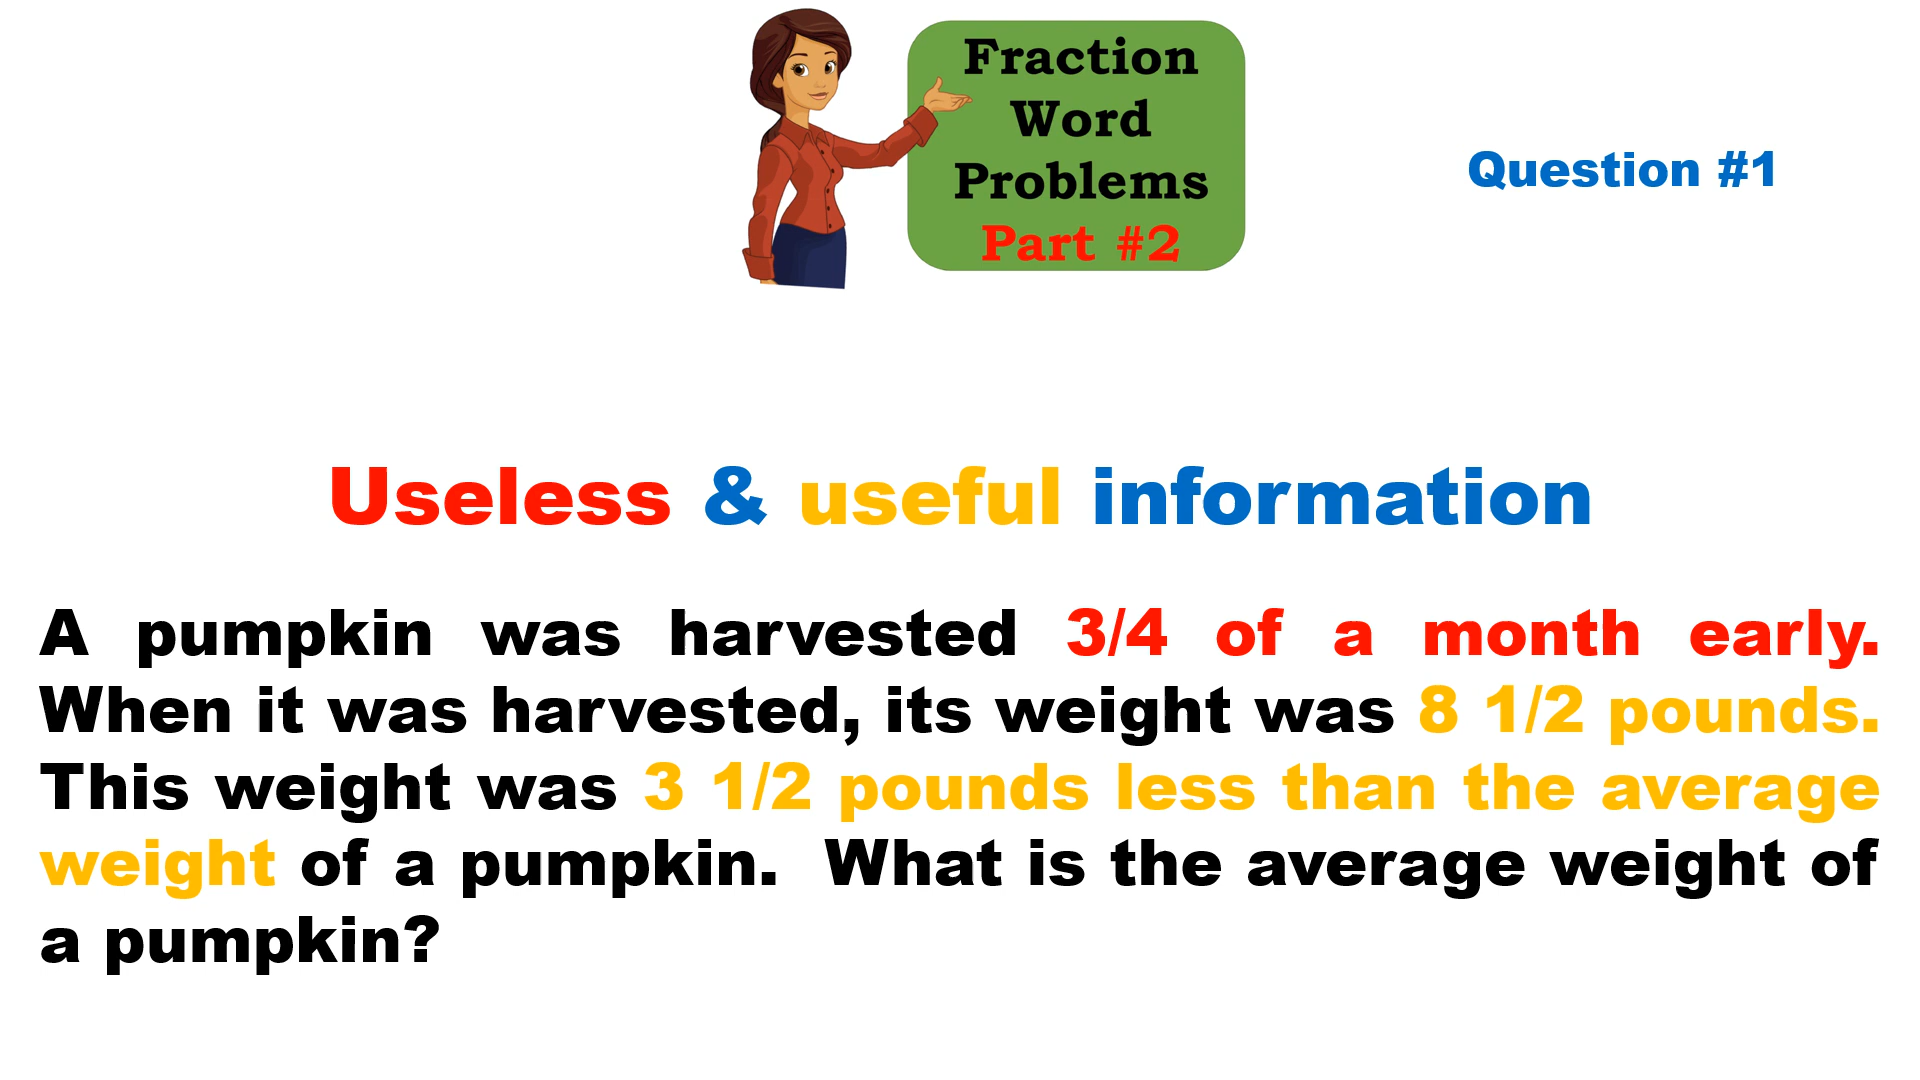 Fraction
Word
Problems
Part #2
Question #1
Useless & useful information
A pumpkin was harvested 3/4 of a month early.
When it was harvested, its weight was 8 1/2 pounds.
This weight was 3 1/2 pounds less than the average
weight of a pumpkin. What is the average weight of
a pumpkin?